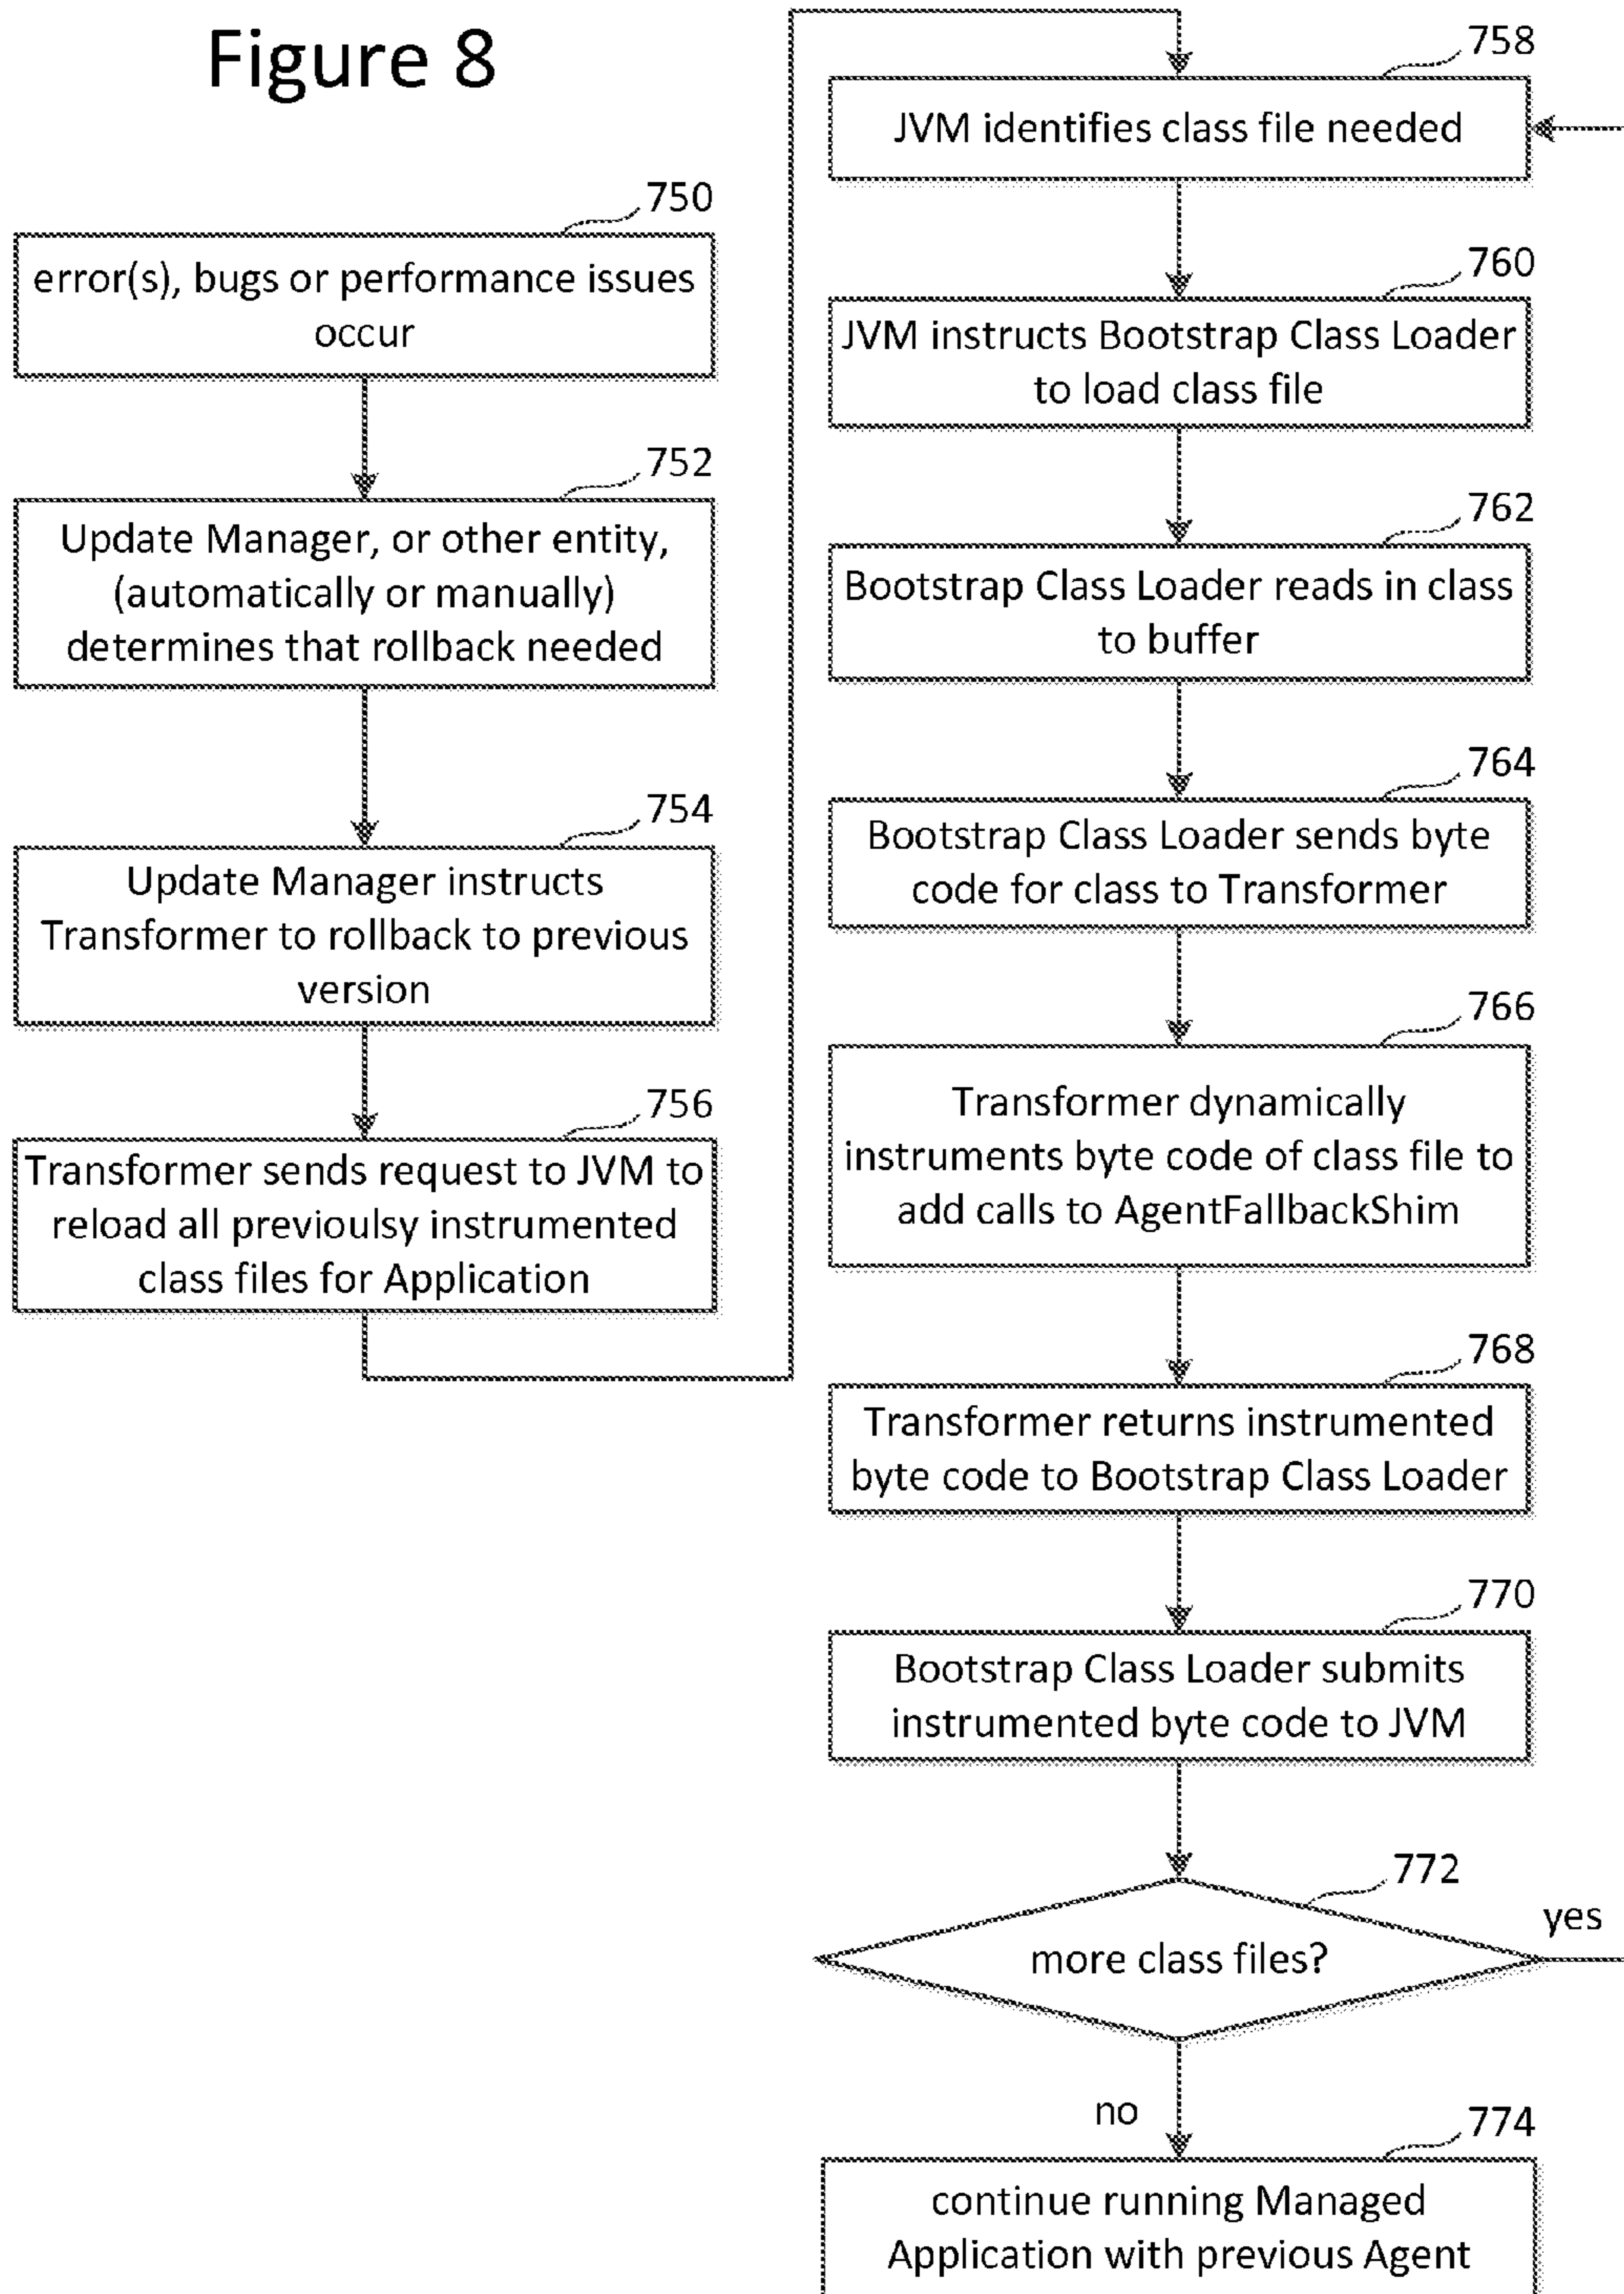 Figure 8
750
error(s), bugs or performance issues
occur
752
Update Manager, or other entity,
(automatically or manually)
determines that rollback needed
754
Update Manager instructs
Transformer to rollback to previous
version
756
Transformer sends request to JVM to
reload all previoulsy instrumented
class files for Application
758
JVM identifies class file needed
760
JVM instructs Bootstrap Class Loader
to load class file
762
Bootstrap Class Loader reads in class
to buffer
764
Bootstrap Class Loader sends byte
code for class to Transformer
766
Transformer dynamically
instruments byte code of class file to
add calls to AgentFallbackShim
768
Transformer returns instrumented
byte code to Bootstrap Class Loader
770
Bootstrap Class Loader submits
instrumented byte code to JVM
772
more class files?
yes
no
774
continue running Managed
Application with previous Agent